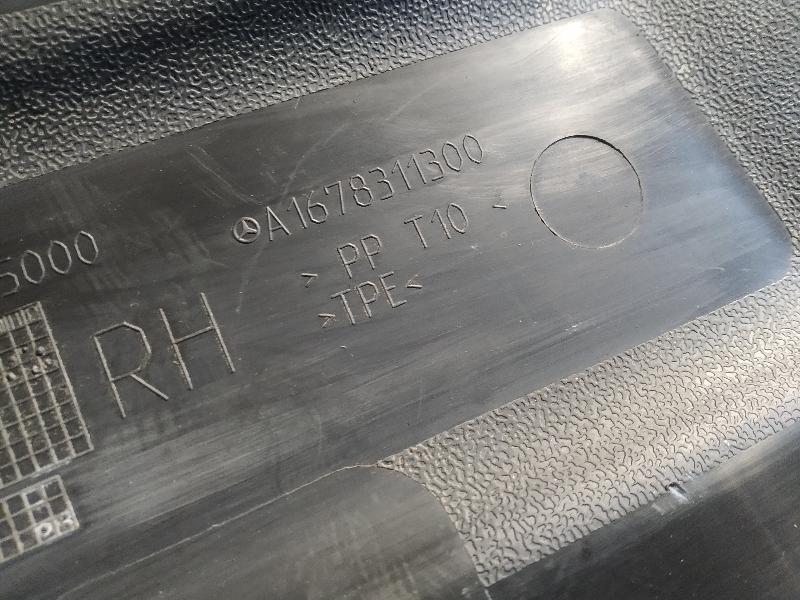 A1678311300
> PP T10 <
>TPE<
5000
RH